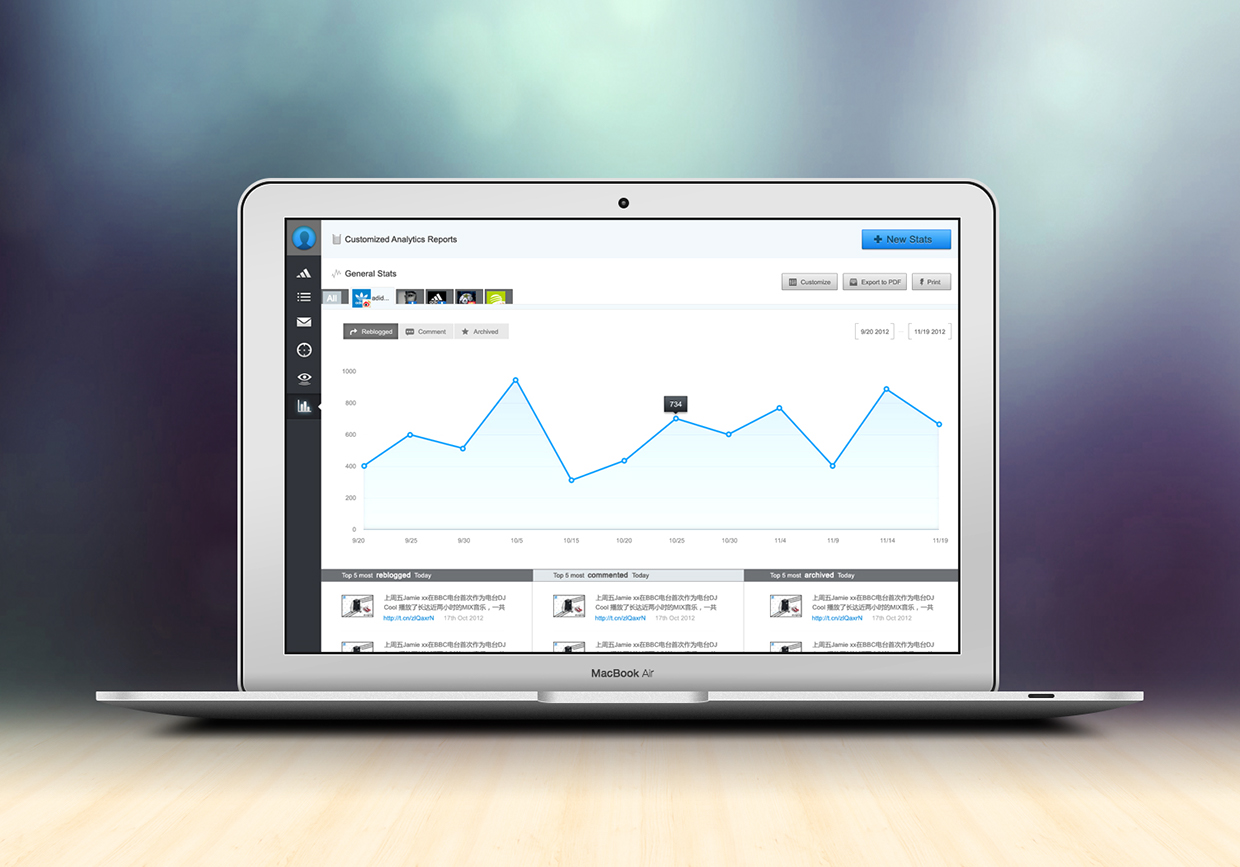 Customized Analytics Reports
New Stats
General Stats
Customize
Export to PDF
Print
All
adid...
Reblogged
Comment
Archived
9/20 2012
11/19 2012
1000
800
734
600
400
200
0
9/20 9/25 9/30 10/5 10/15 10/20 10/25 10/30 11/4 11/9 11/14 11/19
Top 5 most reblogged Today
Top 5 most commented Today
Top 5 most archived Today
上周五Jamie xx在BBC电台首次作为电台DJ
Cool 播放了长达近两小时的MIX音乐，一共
http://t.cn/zlQaxrN 17th Oct 2012
上周五Jamie xx在BBC电台首次作为电台DJ
Cool 播放了长达近两小时的MIX音乐，一共
http://t.cn/zlQaxrN 17th Oct 2012
上周五Jamie xx在BBC电台首次作为电台DJ
Cool 播放了长达近两小时的MIX音乐，一共
http://t.cn/zlQaxrN 17th Oct 2012
上周五Jamie xx在BBC电台首次作为电台DJ
上周五Jamie xx在BBC电台首次作为电台DJ
上周五Jamie xx在BBC电台首次作为电台DJ
MacBook Air